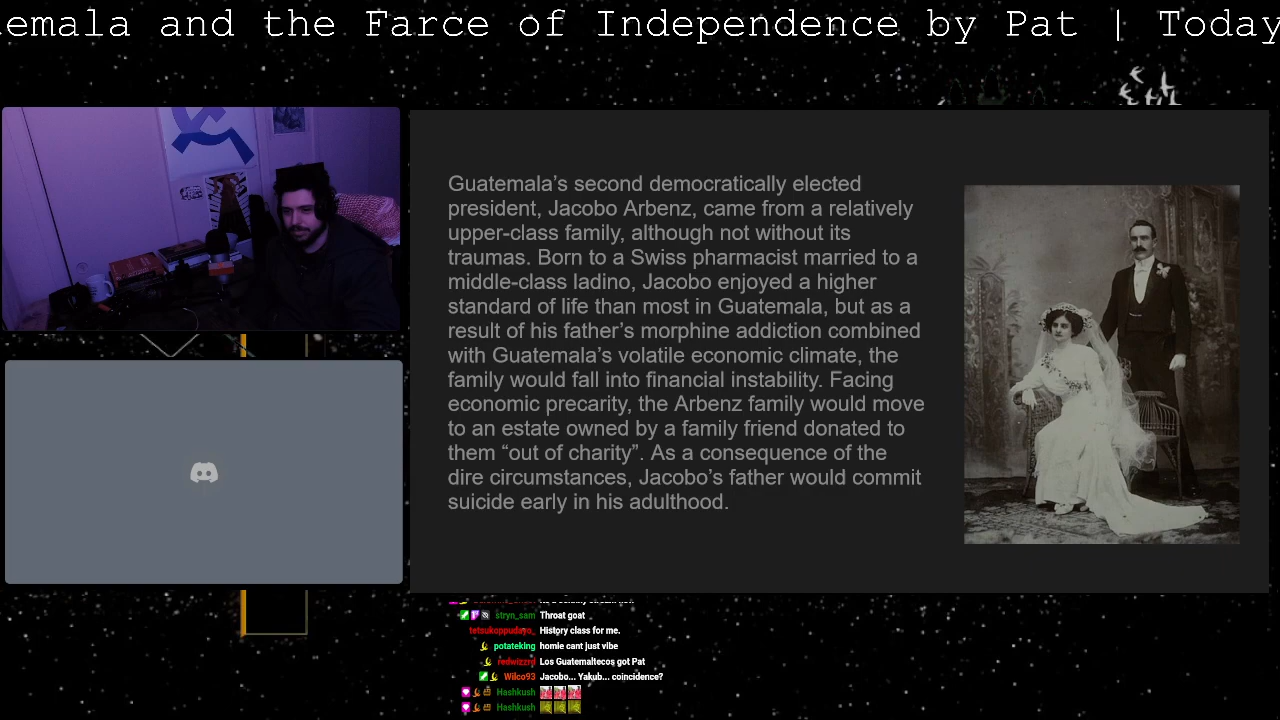 emala and the Farce of Independence by Pat | Today
Guatemala’s second democratically elected
president, Jacobo Arbenz, came from a relatively
upper-class family, although not without its
traumas. Born to a Swiss pharmacist married to a
middle-class ladino, Jacobo enjoyed a higher
standard of life than most in Guatemala, but as a
result of his father’s morphine addiction combined
with Guatemala’s volatile economic climate, the
family would fall into financial instability. Facing
economic precarity, the Arbenz family would move
to an estate owned by a family friend donated to
them “out of charity”. As a consequence of the
dire circumstances, Jacobo’s father would commit
suicide early in his adulthood.
stryn_sam Throat goat
History class for me.
potateking homie cant just vibe
redwizzrd Los Guatemaltecos got Pat
Wilco93 Jacobo... Yakub... coincidence?
Hashkush
Hashkush